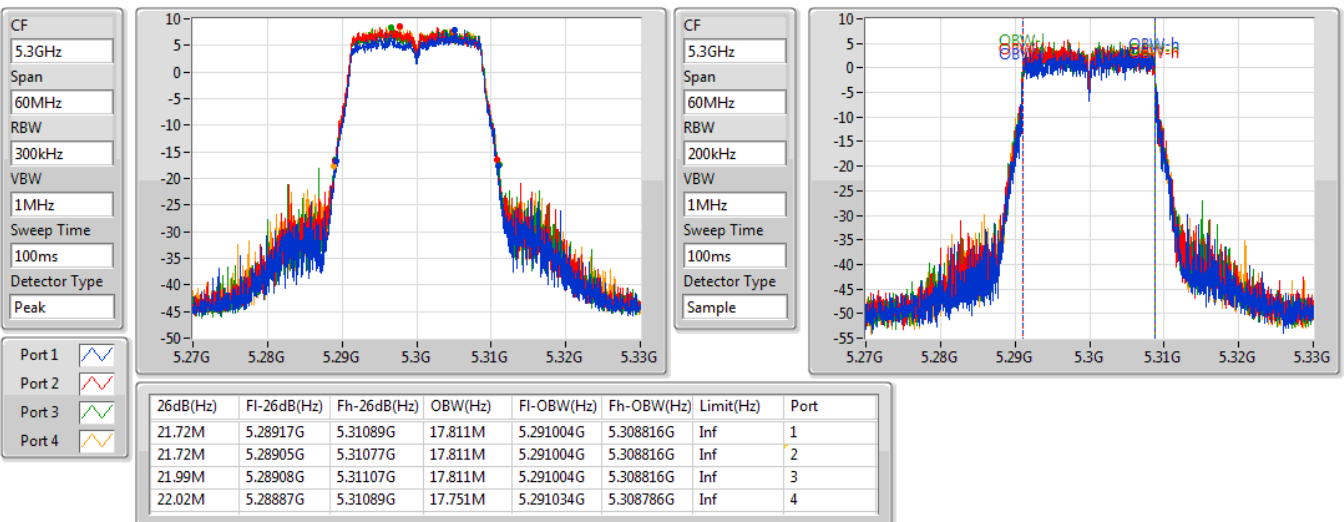 CF
5.3GHz
Span
60MHz
RBW
300kHz
VBW
1MHz
Sweep Time
100ms
Detector Type
Peak
10
5
0
-5
-10
-15
-20
-25
-30
-35
-40
-45
-50
5.27G 5.28G 5.29G 5.3G 5.31G 5.32G 5.33G
CF
5.3GHz
Span
60MHz
RBW
200kHz
VBW
1MHz
Sweep Time
100ms
Detector Type
Sample
10
5
0
-5
-10
-15
-20
-25
-30
-35
-40
-45
-50
-55
5.27G 5.28G 5.29G 5.3G 5.31G 5.32G 5.33G
OBW-h
Port 1
Port 2
Port 3
Port 4
26dB(Hz) Fl-26dB(Hz) Fh-26dB(Hz) OBW(Hz) Fl-OBW(Hz) Fh-OBW(Hz) Limit(Hz) Port
21.72M 5.28917G 5.31089G 17.811M 5.291004G 5.308816G Inf 1
21.72M 5.28905G 5.31077G 17.811M 5.291004G 5.308816G Inf 2
21.99M 5.28908G 5.31107G 17.811M 5.291004G 5.308816G Inf 3
22.02M 5.28887G 5.31089G 17.751M 5.291034G 5.308786G Inf 4